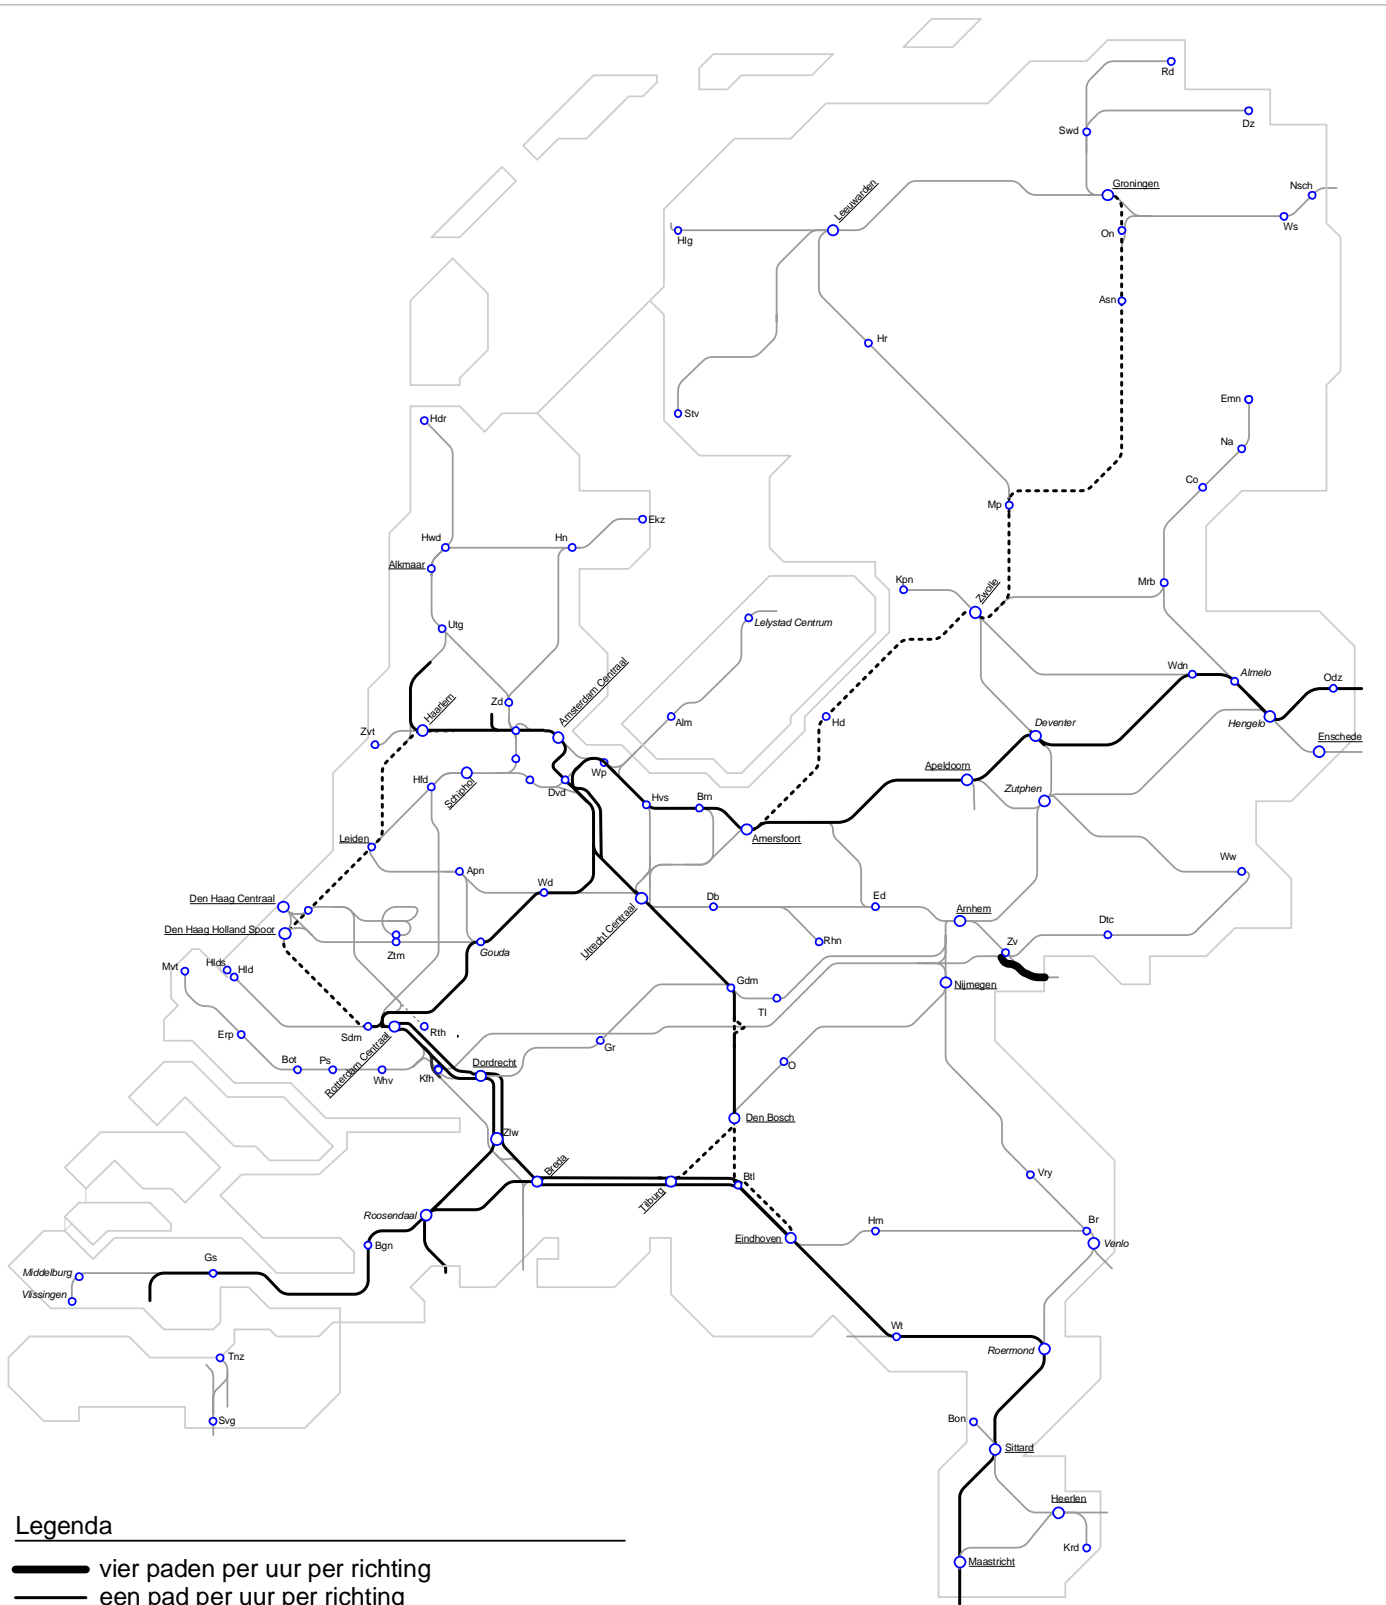 Rd
Dz
Swd
Groningen
Nsch
Leeuwarden
Hlg
On
Ws
Asn
Hr
Stv
Emn
Hdr
Na
Co
Mp
Ekz
Hwd
Hn
Alkmaar
Kpn
Mrb
Zwolle
Utg
Lelystad Centrum
Wdn
Almelo
Odz
Amsterdam Centraal
Zd
Haarlem
Alm
Hd
Deventer
Hengelo
Zvt
Enschede
Wp
Apeldoorn
Hfd
Schiphol
Dvd
Zutphen
Hvs
Brn
Leiden
Amersfoort
Ww
Apn
Wd
Den Haag Centraal
Db
Ed
Arnhem
Dtc
Den Haag Holland Spoor
Utrecht Centraal
Rhn
Zv
Ztm
Gouda
Mvt
Hlds
Hld
Gdm
Nijmegen
Tl
Sdm
Rth
Erp
Gr
Rotterdam Centraal
Bot
Ps
Whv
Kfh
Dordrecht
O
Den Bosch
Zlw
Breda
Vry
Tilburg
Btl
Roosendaal
Hm
Br
Eindhoven
Venlo
Bgn
Gs
Middelburg
Vlissingen
Wt
Roermond
Tnz
Svg
Bon
Sittard
Heerlen
Krd
Maastricht
Legenda
vier paden per uur per richting
een pad per uur per richting